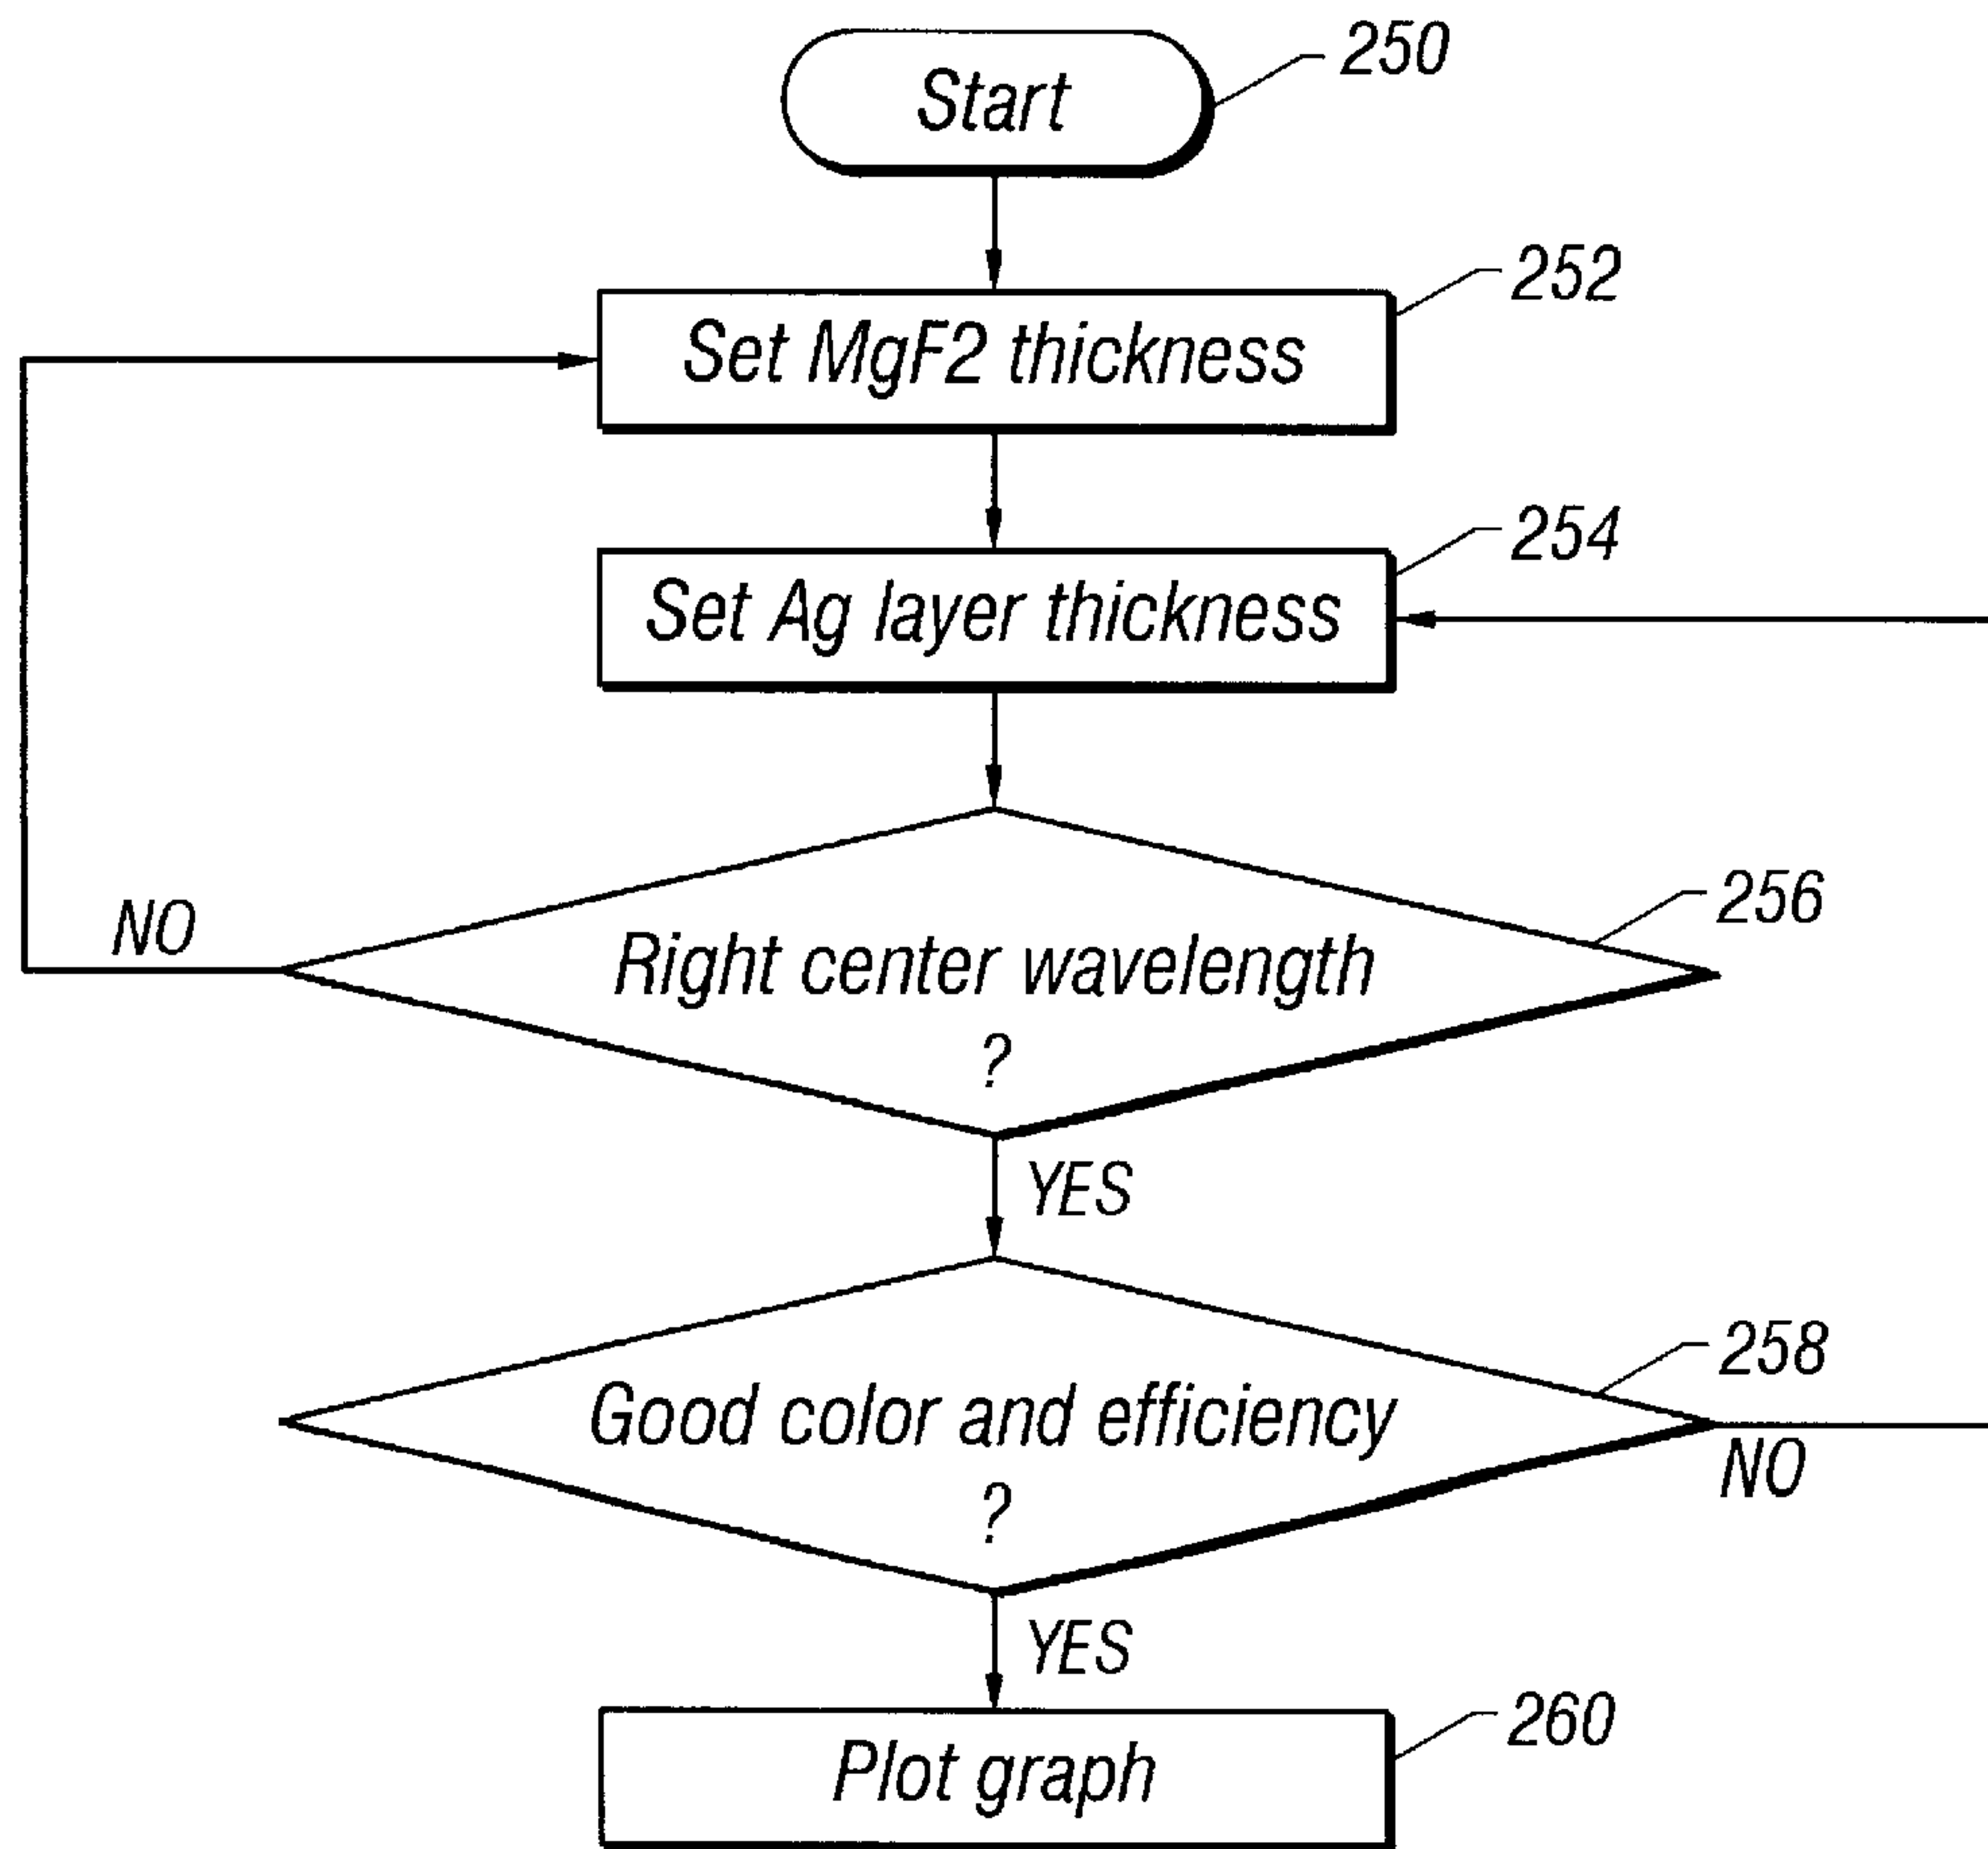 250
Start
252
Set MgF2 thickness
254
Set Ag layer thickness
256
NO
Right center wavelength
?
YES
258
Good color and efficiency
NO
?
YES
260
Plot graph